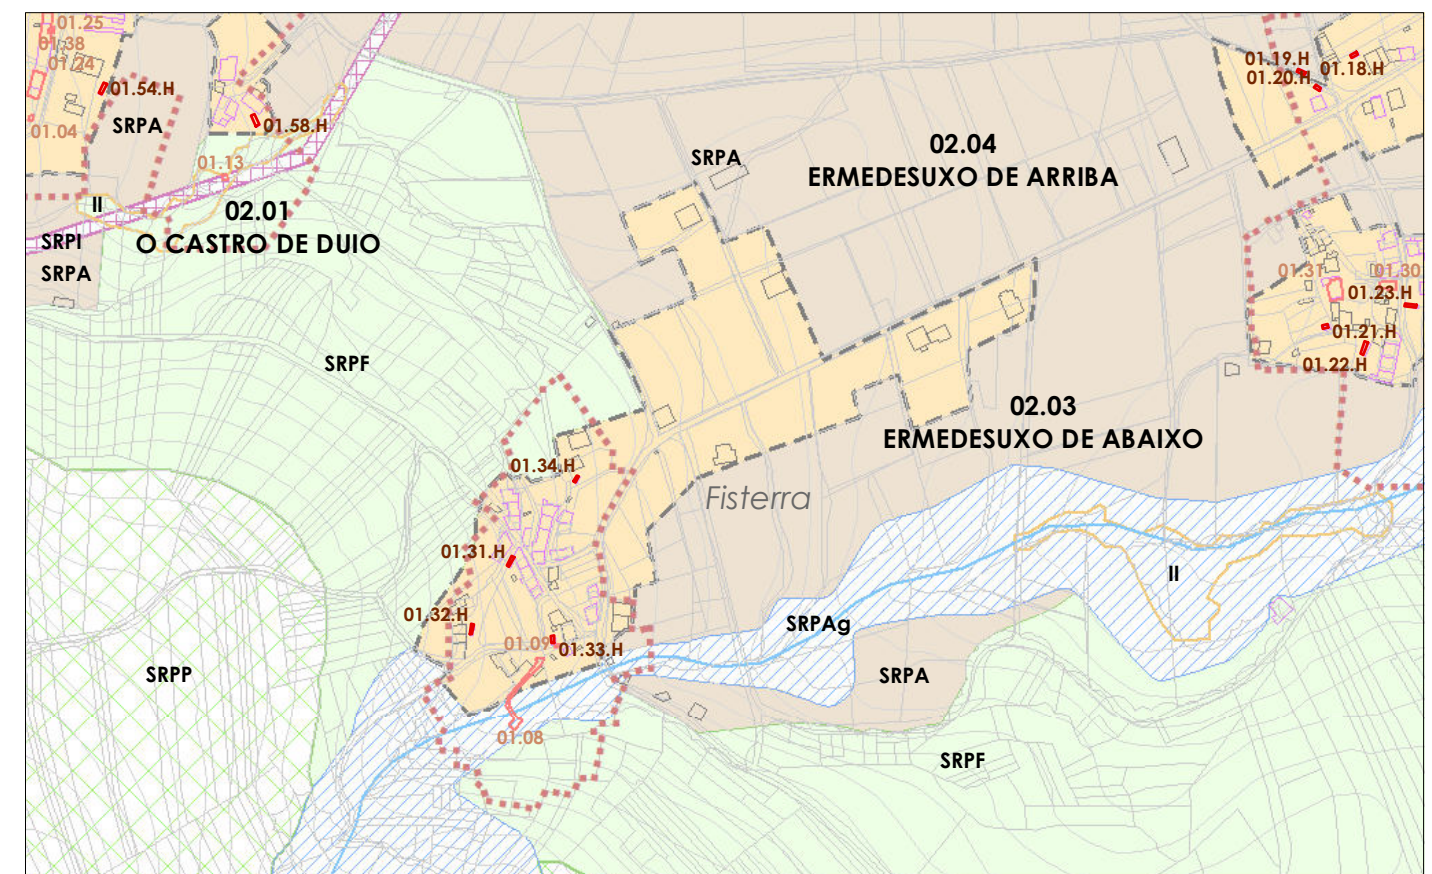 01.25
01.38
01.24
01.54.H
01.04
SRPA
01.58.H
01.13
II
02.01
O CASTRO DE DUIO
SRPI
SRPA
SRPA
02.04
ERMEDESUXO DE ARRIBA
01.19.H
01.20.H
01.18.H
01.31
01.30
01.23.H
01.21.H
01.22.H
SRPF
02.03
ERMEDESUXO DE ABAIXO
01.34.H
Fisterra
01.31.H
II
01.32.H
SRPAg
01.09
01.33.H
SRPP
SRPA
01.08
SRPF